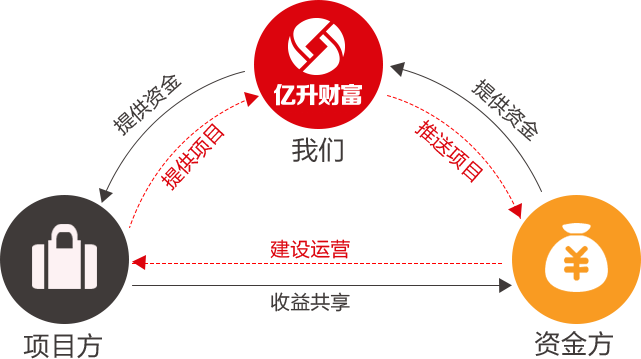 亿升财富
我们
提供资金
提供项目
提供资金
推送项目
建设运营
收益共享
项目方
¥
资金方